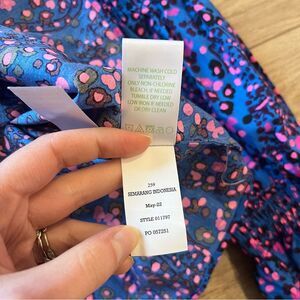 MACHINE WASH COLD
SEPARATELY
ONLY NON-CHLORINE
BLEACH, IF NEEDED
TUMBLE DRY LOW
LOW IRON IF NEEDED
OR DRY CLEAN
258
SEMARANG INDONESIA
May-22
STYLE 011797
PO 057251